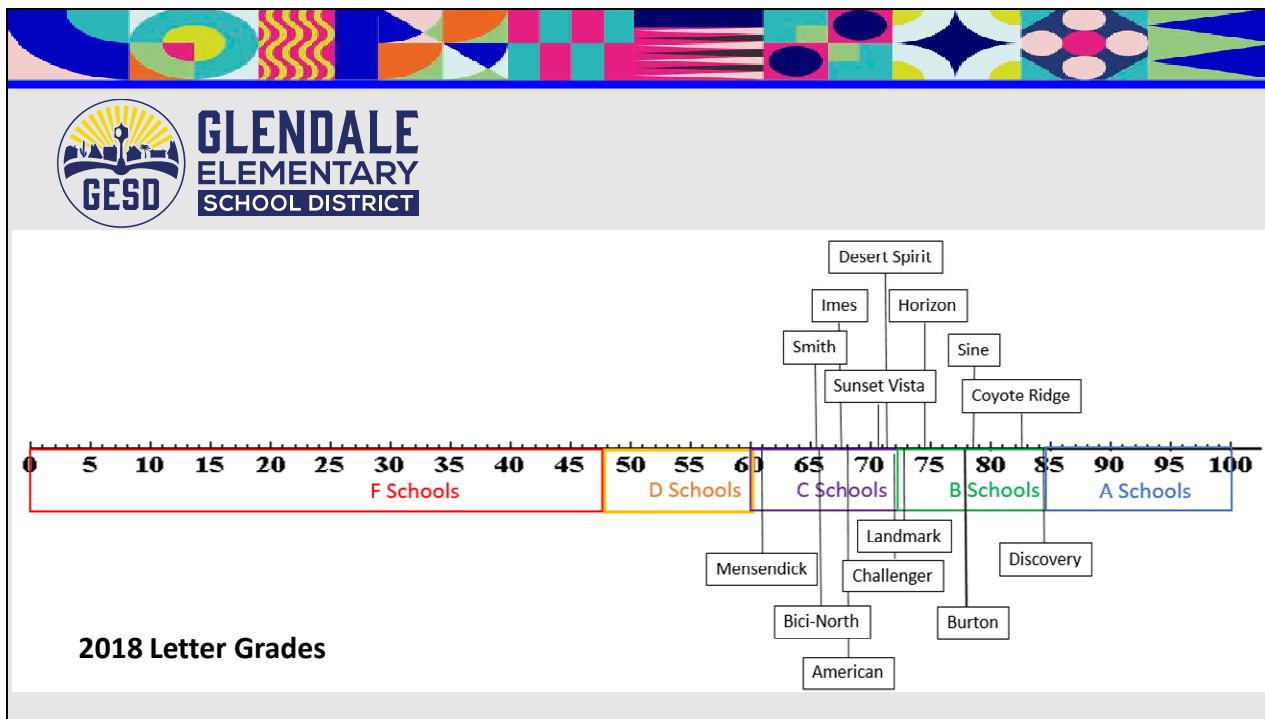 GLENDALE
ELEMENTARY
SCHOOL DISTRICT
GESD
Desert Spirit
Imes
Horizon
Smith
Sine
Sunset Vista
Coyote Ridge
0 5 10 15 20 25 30 35 40 45 50 55 60 65 70 75 80 85 90 95 100
F Schools D Schools C Schools B Schools A Schools
Landmark
Discovery
Mensendick
Challenger
Bici-North
Burton
2018 Letter Grades
American